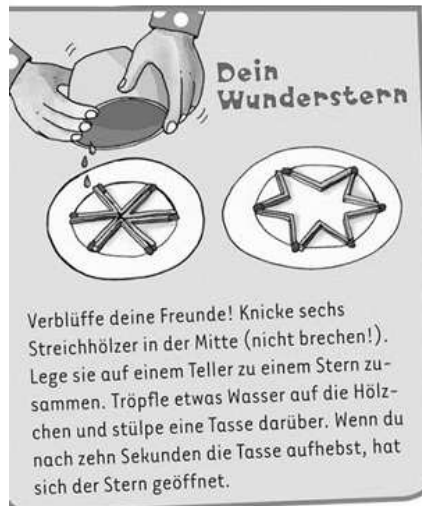 Dein
Wunderstern
Verblüffe deine Freunde! Knicke sechs
Streichhölzer in der Mitte (nicht brechen!).
Lege sie auf einem Teller zu einem Stern zu-
sammen. Tröpfle etwas Wasser auf die Hölz-
chen und stülpe eine Tasse darüber. Wenn du
nach zehn Sekunden die Tasse aufhebst, hat
sich der Stern geöffnet.